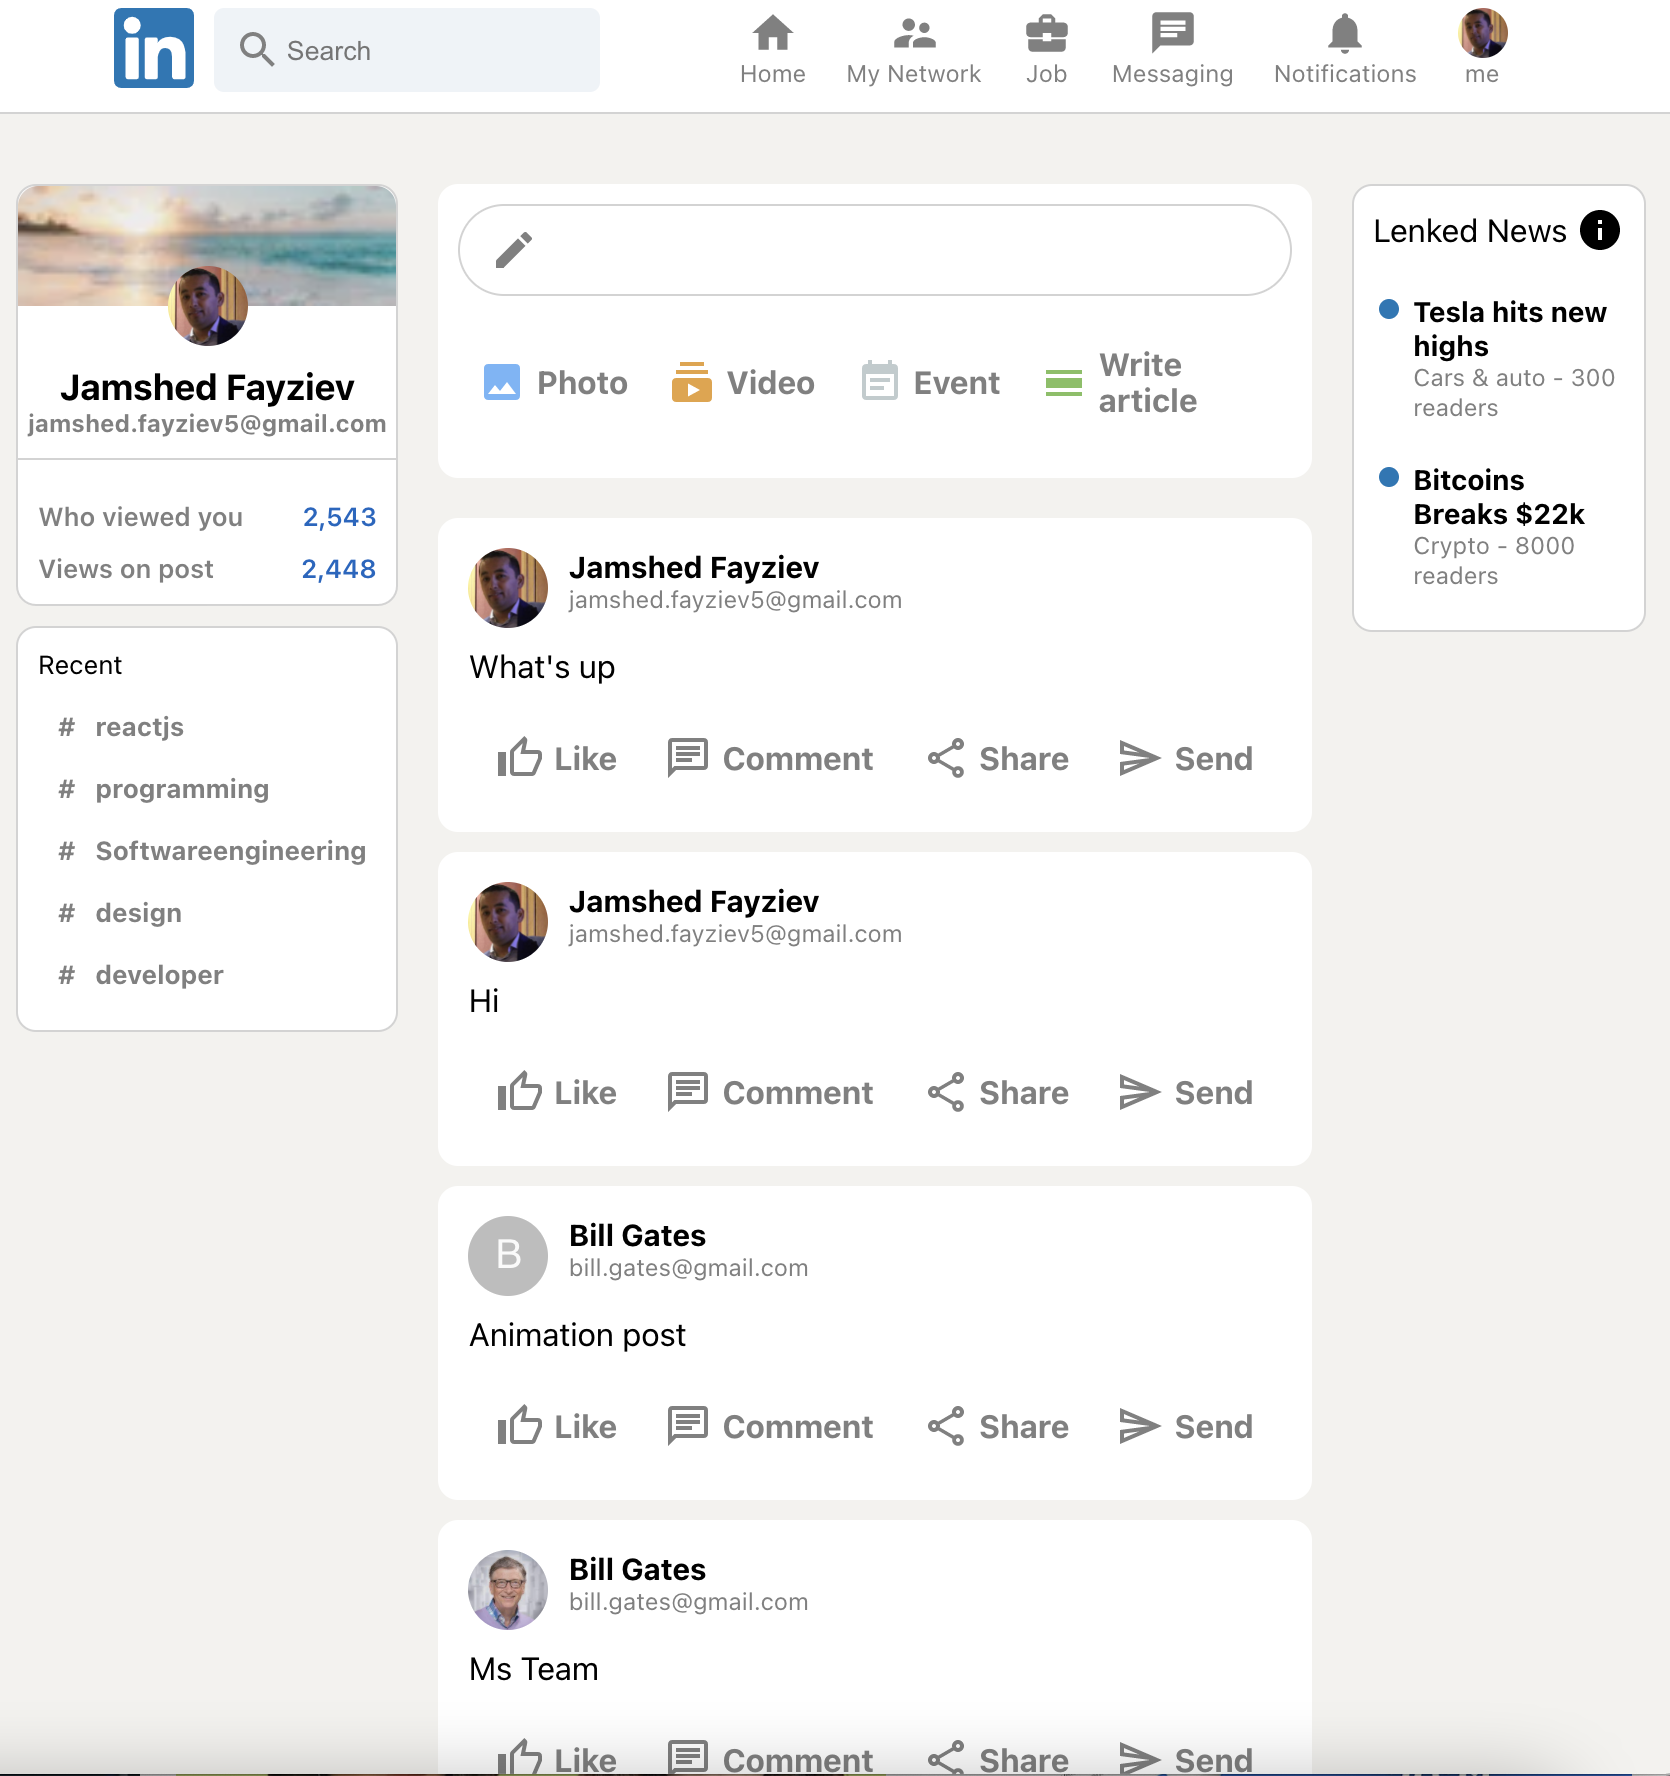 in
Search
Home
My Network
Job
Messaging
Notifications
me
Jamshed Fayziev
jamshed.fayziev5@gmail.com
Who viewed you 2,543
Views on post 2,448
Recent
# reactjs
# programming
# Softwareengineering
# design
# developer
Photo
Video
Event
Write
article
Jamshed Fayziev
jamshed.fayziev5@gmail.com
What's up
Like Comment Share Send
Jamshed Fayziev
jamshed.fayziev5@gmail.com
Hi
Like Comment Share Send
B
Bill Gates
bill.gates@gmail.com
Animation post
Like Comment Share Send
Bill Gates
bill.gates@gmail.com
Ms Team
Like Comment Share Send
Lenked News
Tesla hits new
highs
Cars & auto - 300
readers
Bitcoins
Breaks $22k
Crypto - 8000
readers